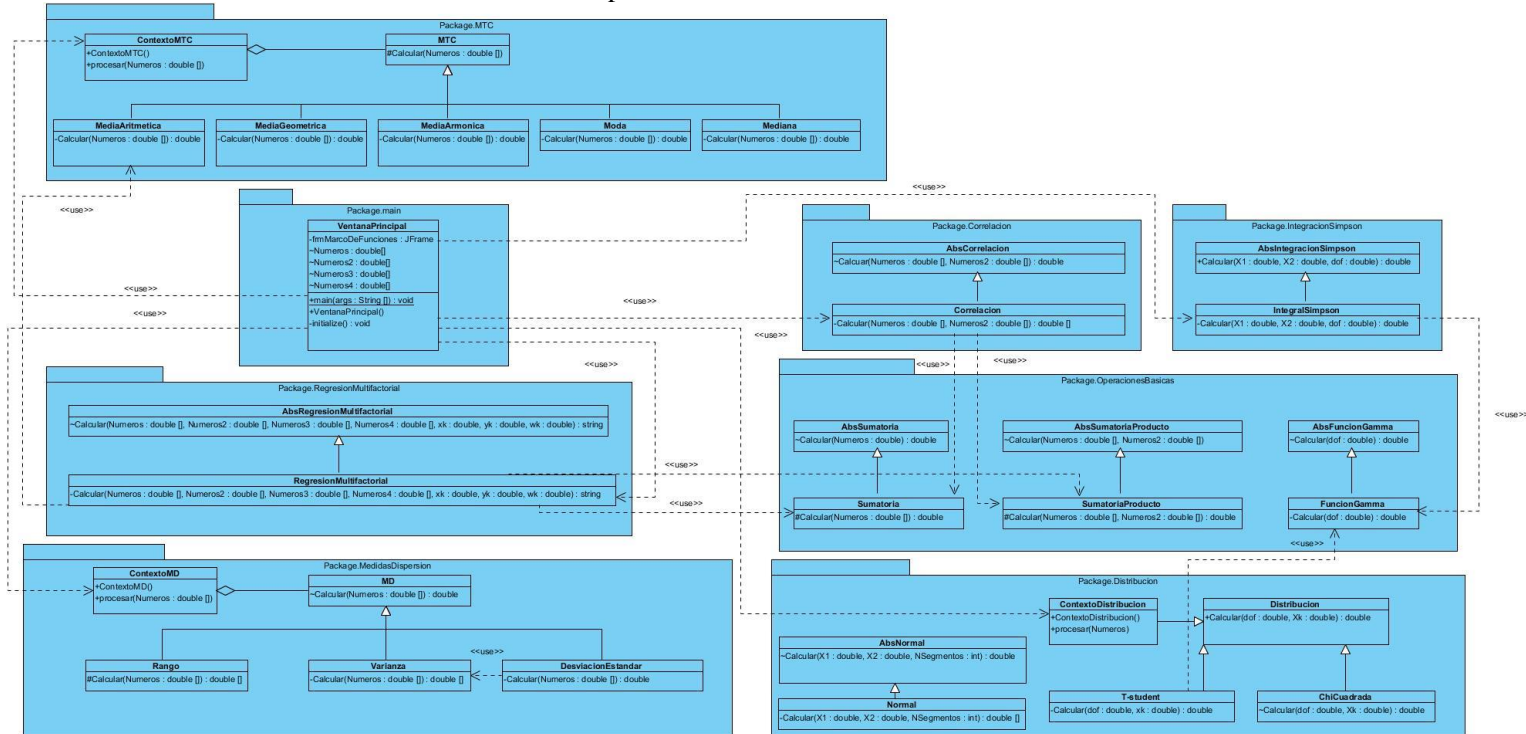 Package.MTC
ContextoMTC
+ContextoMTC()
+procesar(Numeros : double [])
MTC
#Calcular(Numeros : double [])
MediaAritmetica
-Calcular(Numeros : double []) : double
MediaGeometrica
-Calcular(Numeros : double []) : double
MediaArmonica
-Calcular(Numeros : double []) : double
Moda
-Calcular(Numeros : double []) : double
Mediana
-Calcular(Numeros : double []) : double
<<use>>
<<use>>
Package.main
VentanaPrincipal
-frmMarcoDeFunciones : JFrame
~Numeros : double[]
~Numeros2 : double[]
~Numeros3 : double[]
~Numeros4 : double[]
+main(args : String []) : void
+VentanaPrincipal()
-initialize() : void
<<use>>
<<use>>
<<use>>
<<use>>
<<use>>
Package.Correlacion
AbsCorrelacion
~Calcuar(Numeros : double [], Numeros2 : double []) : double
Correlacion
-Calcular(Numeros : double [], Numeros2 : double []) : double []
<<use>>
<<use>>
Package.IntegracionSimpson
AbsIntegracionSimpson
+Calcular(X1 : double, X2 : double, dof : double) : double
IntegralSimpson
-Calcular(X1 : double, X2 : double, dof : double) : double
<<use>>
Package.RegresionMultifactorial
AbsRegresionMultifactorial
~Calcular(Numeros : double [], Numeros2 : double [], Numeros3 : double [], Numeros4 : double [], xk : double, yk : double, wk : double) : string
RegresionMultifactorial
-Calcular(Numeros : double [], Numeros2 : double [], Numeros3 : double [], Numeros4 : double [], xk : double, yk : double, wk : double) : string
<<use>>
<<use>>
Package.OperacionesBasicas
AbsSumatoria
~Calcular(Numeros : double) : double
AbsSumatoriaProducto
~Calcular(Numeros : double [], Numeros2 : double [])
AbsFuncionGamma
~Calcular(dof : double) : double
Sumatoria
#Calcular(Numeros : double []) : double
SumatoriaProducto
#Calcular(Numeros : double [], Numeros2 : double []) : double
FuncionGamma
-Calcular(dof : double) : double
<<use>>
Package.MedidasDispersion
ContextoMD
+ContextoMD()
+procesar(Numeros : double [])
MD
~Calcular(Numeros : double []) : double
Rango
#Calcular(Numeros : double []) : double []
Varianza
-Calcular(Numeros : double []) : double []
<<use>>
DesviacionEstandar
-Calcular(Numeros : double []) : double
Package.Distribucion
ContextoDistribucion
+ContextoDistribucion()
+procesar(Numeros)
Distribucion
+Calcular(dof : double, Xk : double) : double
AbsNormal
~Calcular(X1 : double, X2 : double, NSegmentos : int) : double
Normal
-Calcular(X1 : double, X2 : double, NSegmentos : int) : double []
T-student
-Calcular(dof : double, xk : double) : double
ChiCuadrada
~Calcular(dof : double, Xk : double) : double